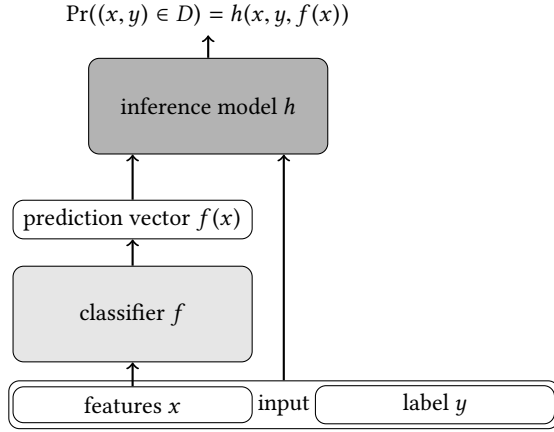 Pr((x, y) ∈ D) = h(x, y, f(x))
inference model h
prediction vector f(x)
classifier f
features x input label y